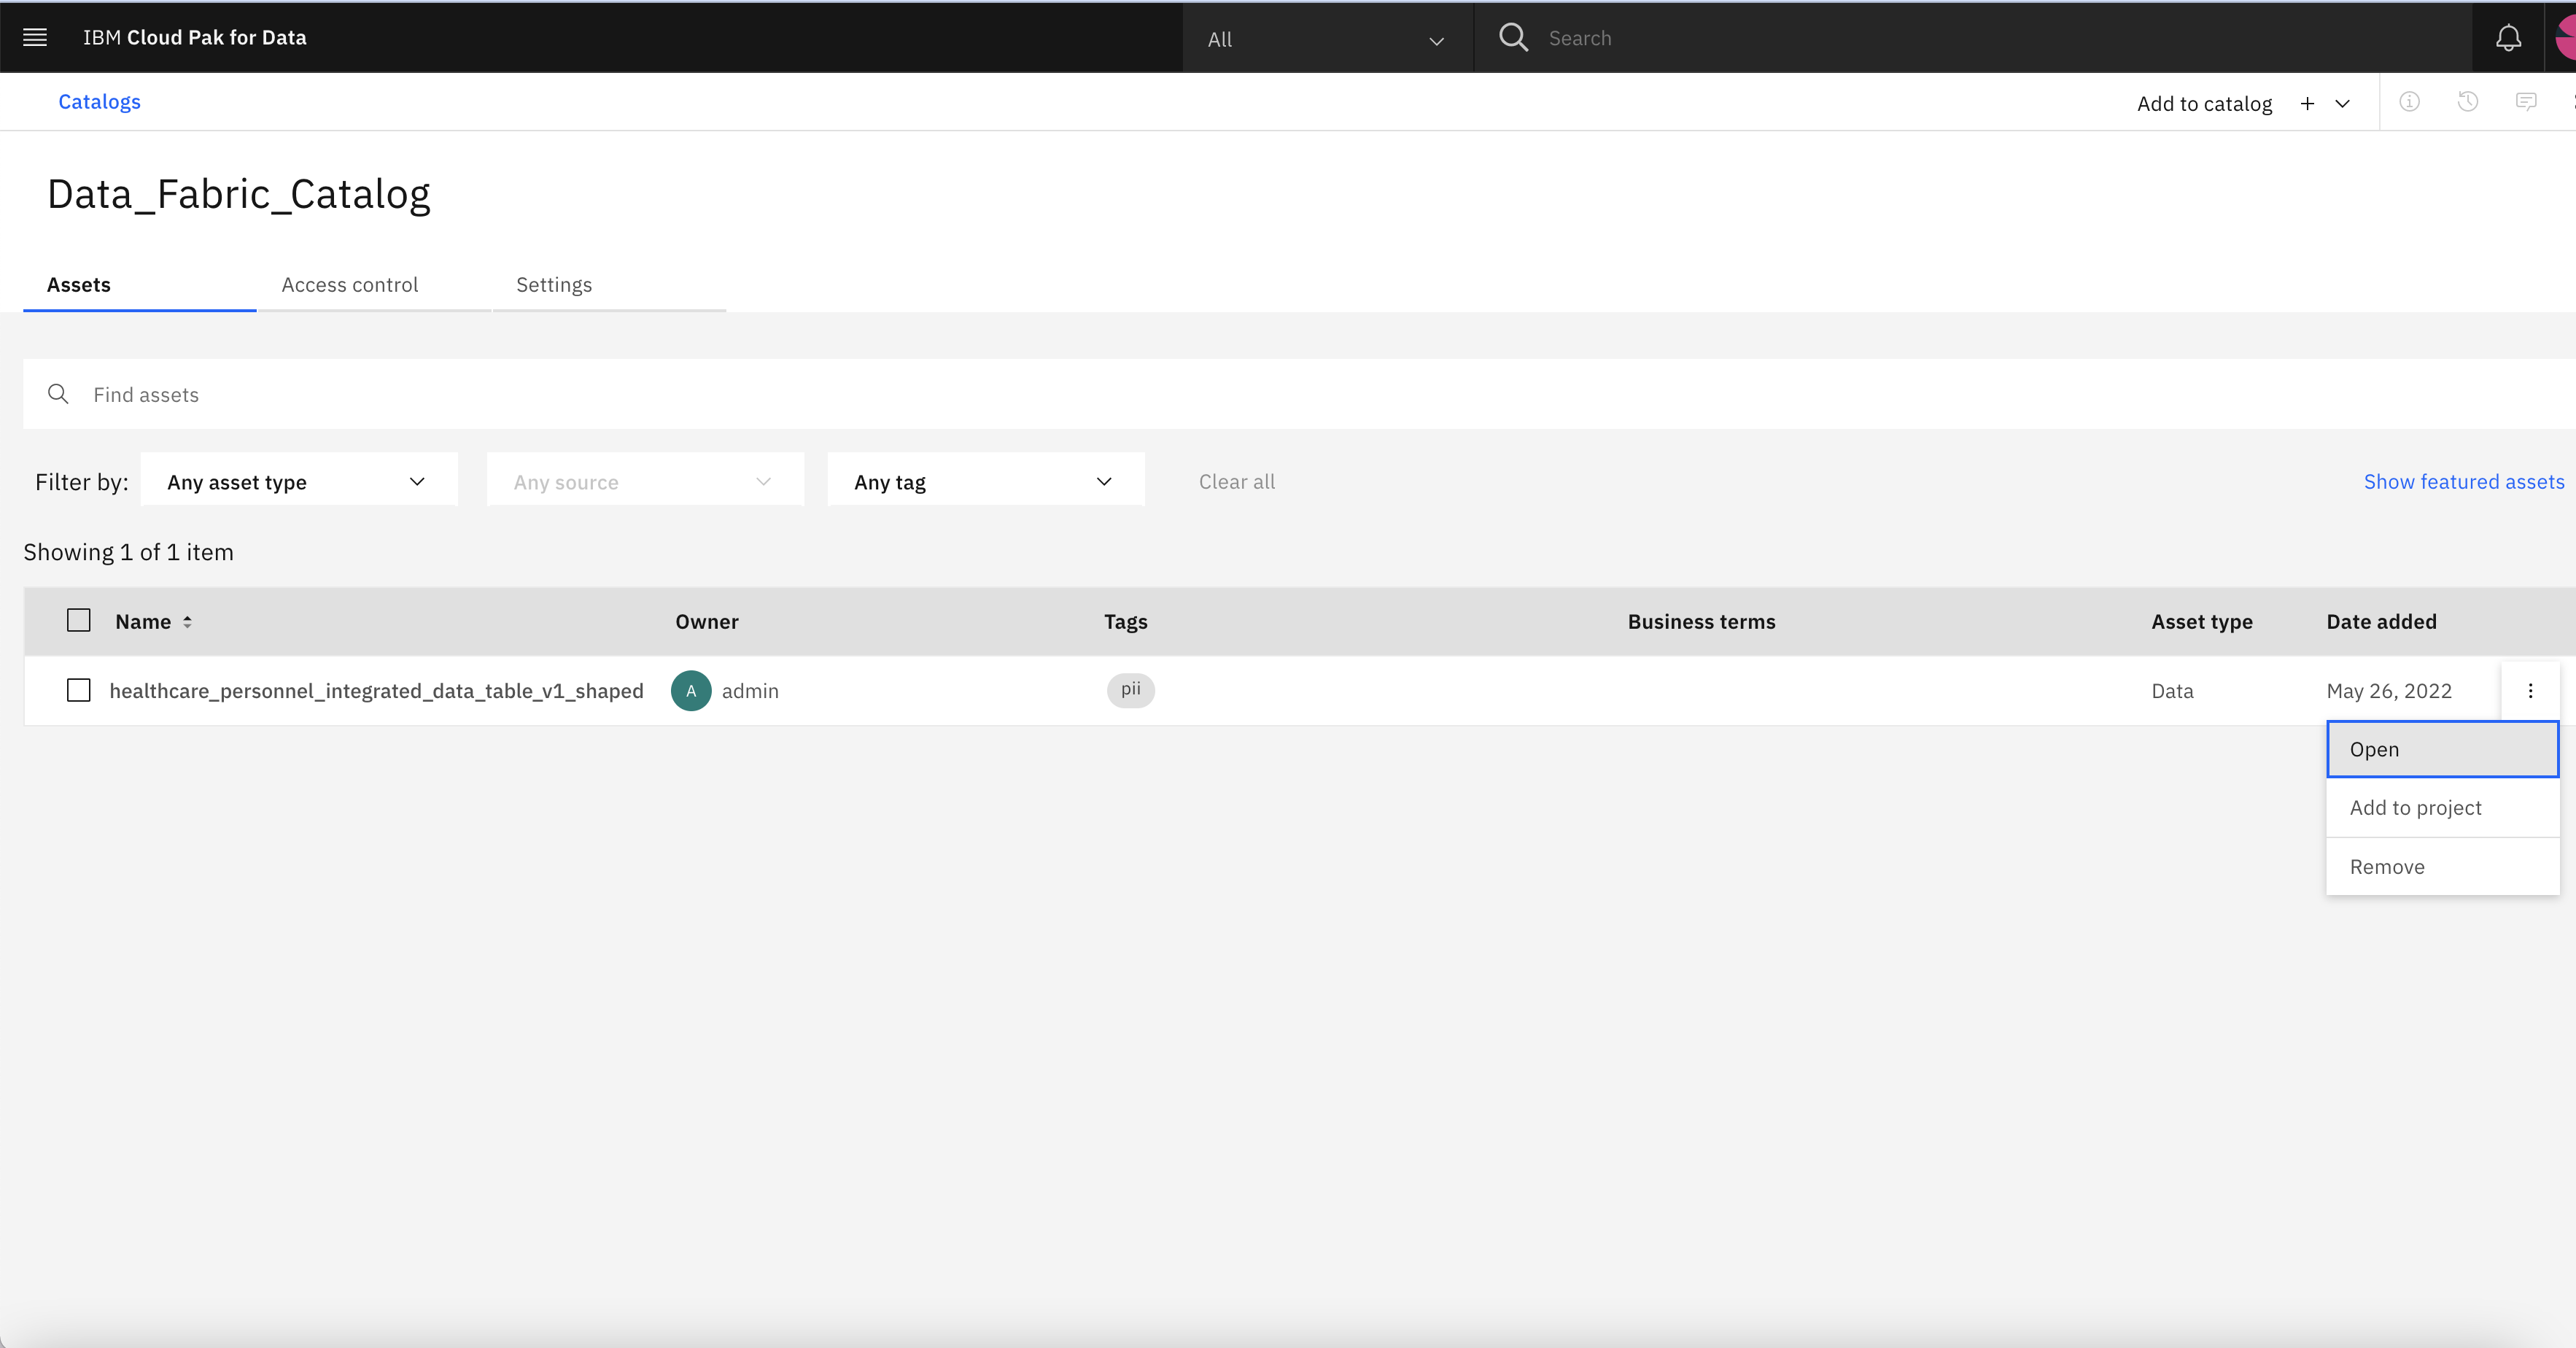 IBM Cloud Pak for Data
All
Search
Catalogs
Add to catalog +
Data_Fabric_Catalog
Assets
Access control
Settings
Find assets
Filter by:
Any asset type
Any source
Any tag
Clear all
Show featured assets
Showing 1 of 1 item
Name
Owner
Tags
Business terms
Asset type
Date added
healthcare_personnel_integrated_data_table_v1_shaped
A
admin
pii
Data
May 26, 2022
Open
Add to project
Remove